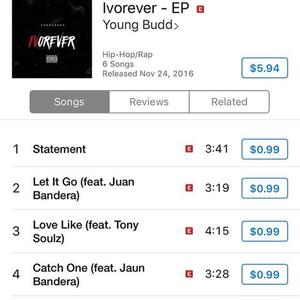 Ivorever - EP E
Young Budd>
IVOREVER
Hip-Hop/Rap
6 Songs
Released Nov 24, 2016
$5.94
Songs Reviews Related
1 Statement E 3:41 $0.99
2 Let It Go (feat. Juan Bandera) E 3:19 $0.99
3 Love Like (feat. Tony Soulz) E 4:15 $0.99
4 Catch One (feat. Jaun Bandera) E 3:28 $0.99